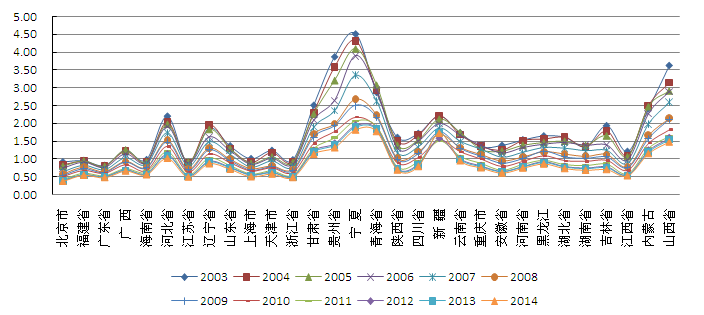 5.00
4.50
4.00
3.50
3.00
2.50
2.00
1.50
1.00
0.50
0.00
北京市
福建省
广东省
广 西
海南省
河北省
江苏省
辽宁省
山东省
上海市
天津市
浙江省
甘肃省
贵州省
宁 夏
青海省
陕西省
四川省
新 疆
云南省
重庆市
安徽省
河南省
黑龙江
湖北省
湖南省
吉林省
江西省
内蒙古
山西省
2003 2004 2005 2006 2007 2008
2009 2010 2011 2012 2013 2014